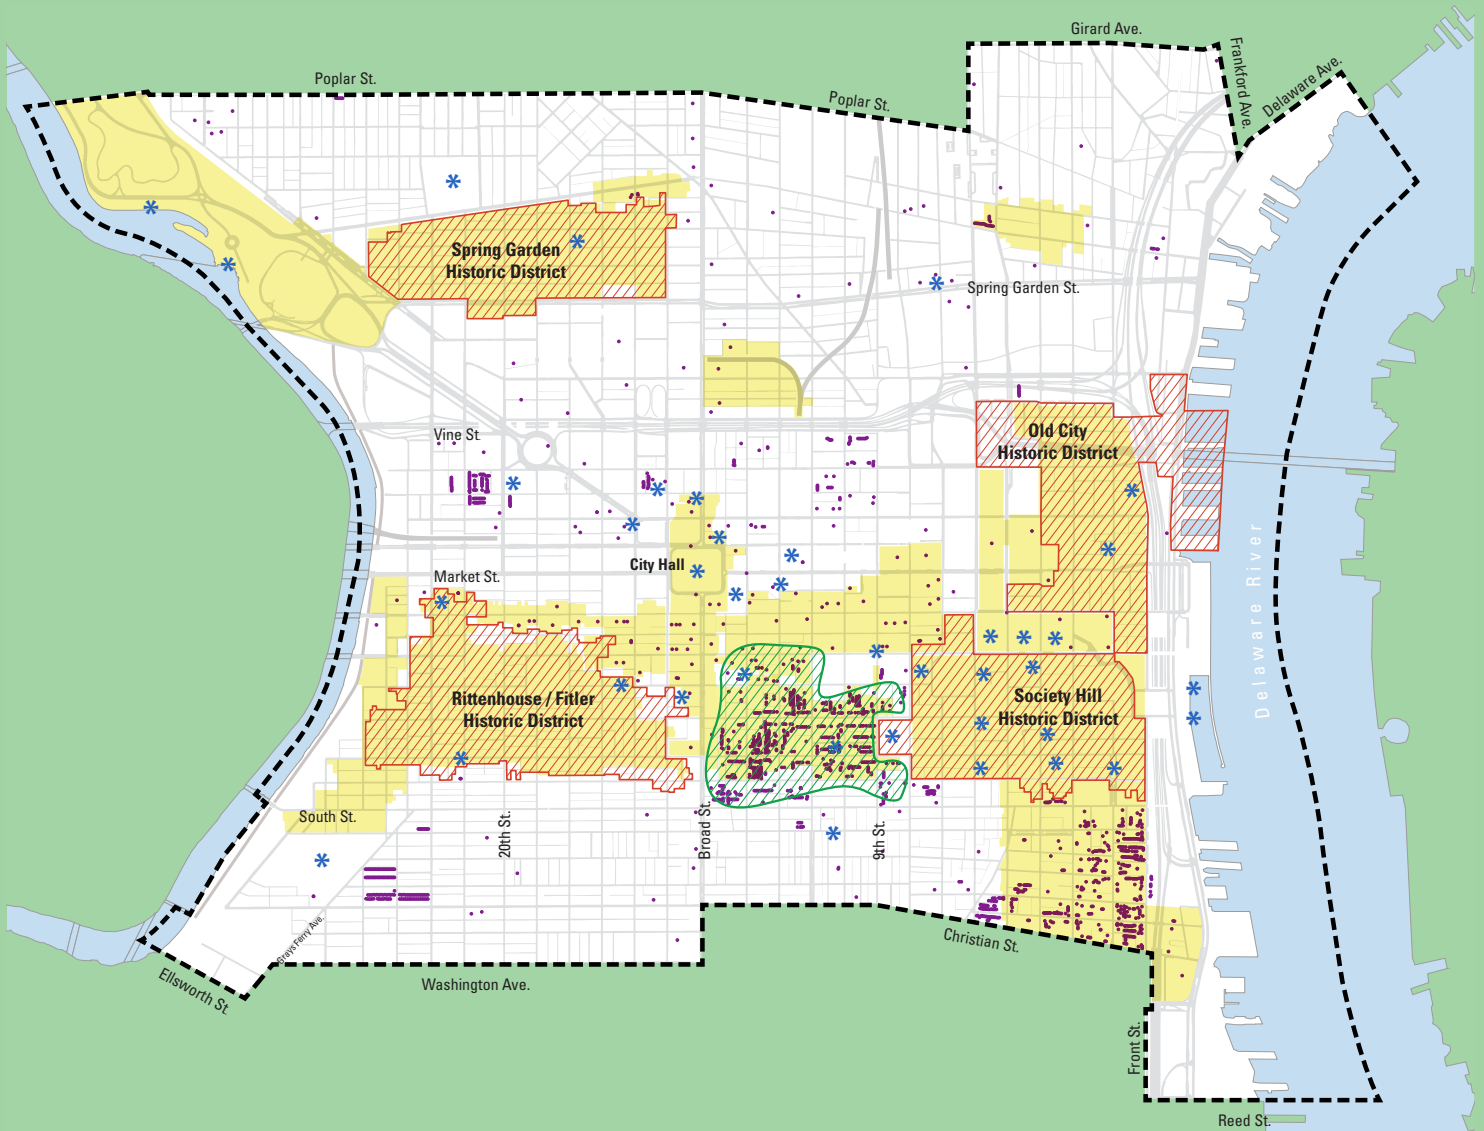 Girard Ave.
Frankford Ave.
Delaware Ave.
Poplar St.
Poplar St.
Spring Garden
Historic District
Spring Garden St.
Old City
Historic District
Vine St.
City Hall
Market St.
Delaware River
Rittenhouse / Fitler
Historic District
Society Hill
Historic District
South St.
20th St.
Broad St.
9th St.
Grays Ferry Ave.
Christian St.
Ellsworth St.
Washington Ave.
Front St.
Reed St.